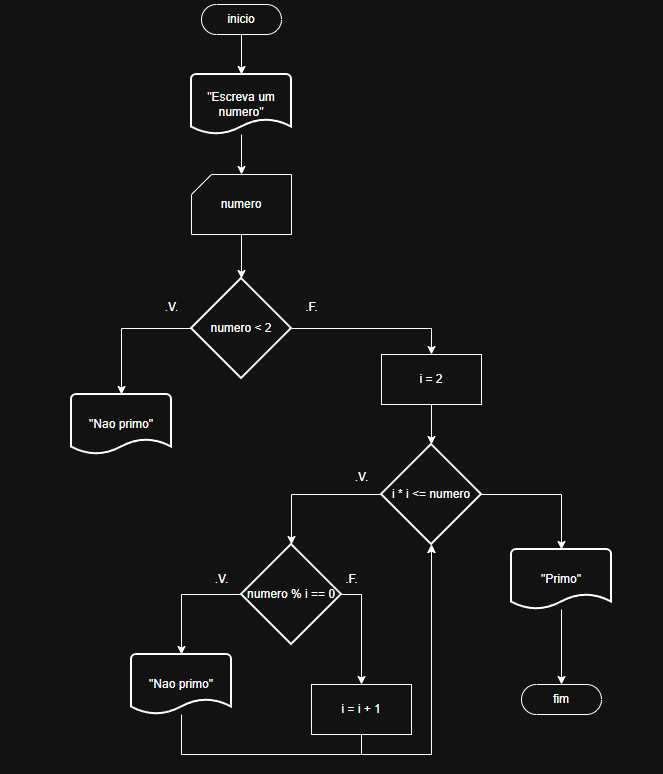 inicio
"Escreva um
numero"
numero
.V.
.F.
numero < 2
i = 2
"Nao primo"
.V.
i * i <= numero
.V.
.F.
numero % i == 0
"Primo"
"Nao primo"
i = i + 1
fim